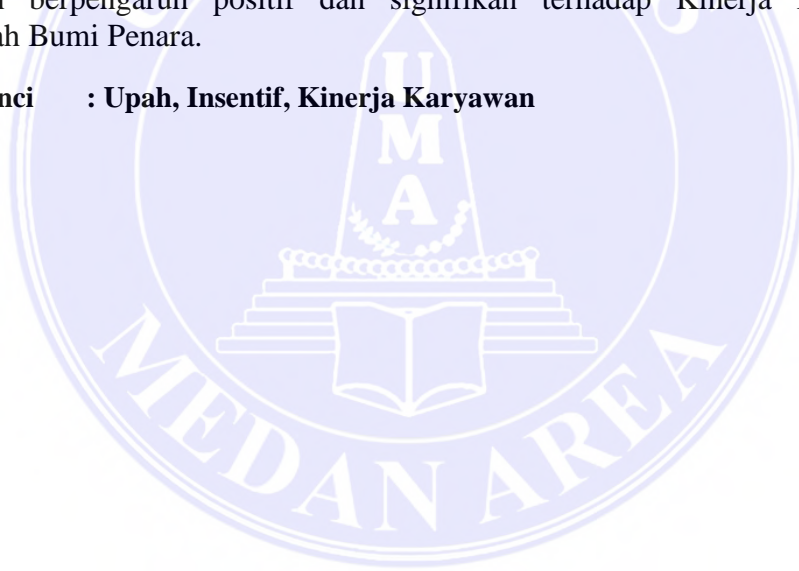 berpengaruh positif dan signifikan terhadap Kinerja
ah Bumi Penara.
nci : Upah, Insentif, Kinerja Karyawan
U
M
A
MEDAN AREA